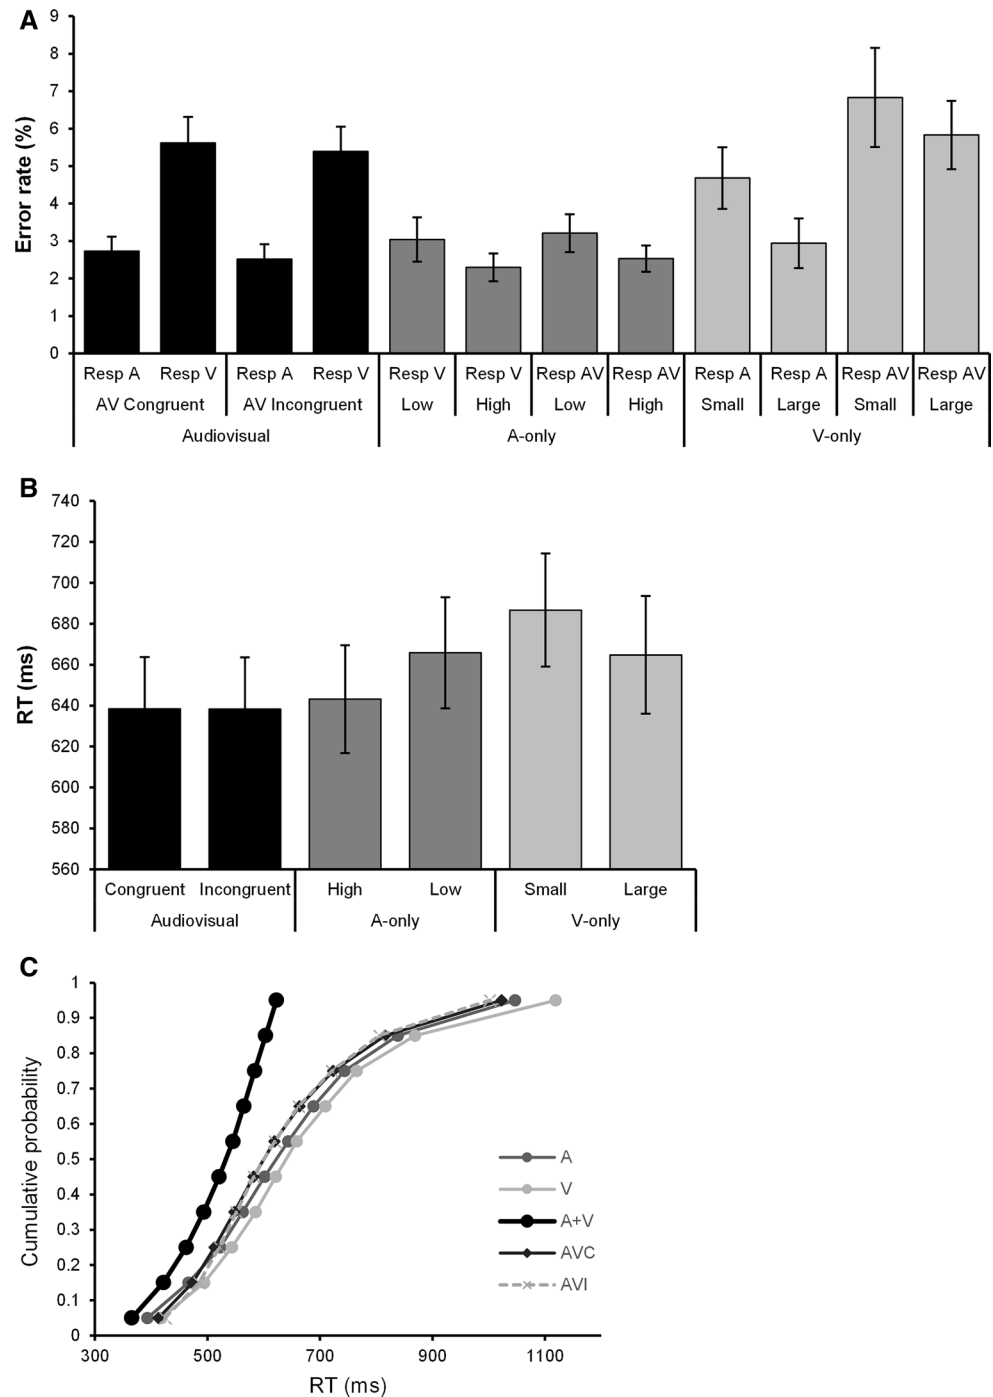 A
Error rate (%)
9
8
7
6
5
4
3
2
1
0
Resp A Resp V Resp A Resp V Resp V Resp V Resp AV Resp AV Resp A Resp A Resp AV Resp AV
AV Congruent AV Incongruent Low High Low High Small Large Small Large
Audiovisual A-only V-only
B
RT (ms)
740
720
700
680
660
640
620
600
580
560
Congruent Incongruent High Low Small Large
Audiovisual A-only V-only
C
Cumulative probability
1
0.9
0.8
0.7
0.6
0.5
0.4
0.3
0.2
0.1
0
A
V
A+V
AVC
AVI
300 500 700 900 1100
RT (ms)